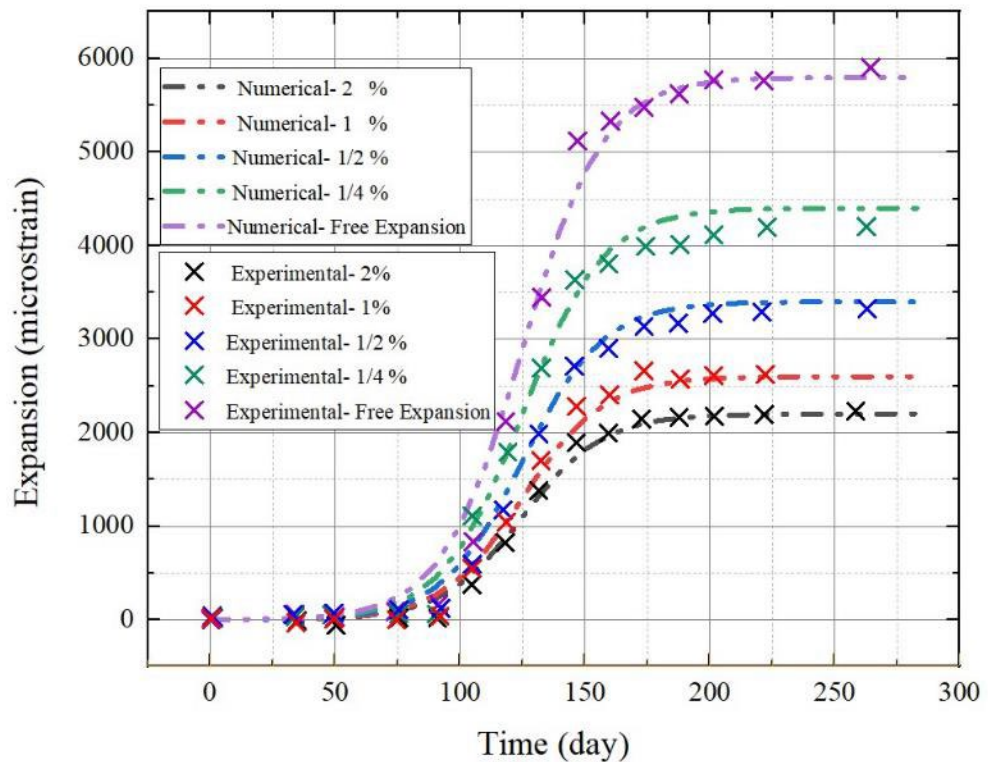 6000
5000
4000
3000
2000
1000
0
Expansion (microstrain)
Numerical- 2 %
Numerical- 1 %
Numerical- 1/2 %
Numerical- 1/4 %
Numerical- Free Expansion
Experimental- 2%
Experimental- 1%
Experimental- 1/2 %
Experimental- 1/4 %
Experimental- Free Expansion
0 50 100 150 200 250 300
Time (day)